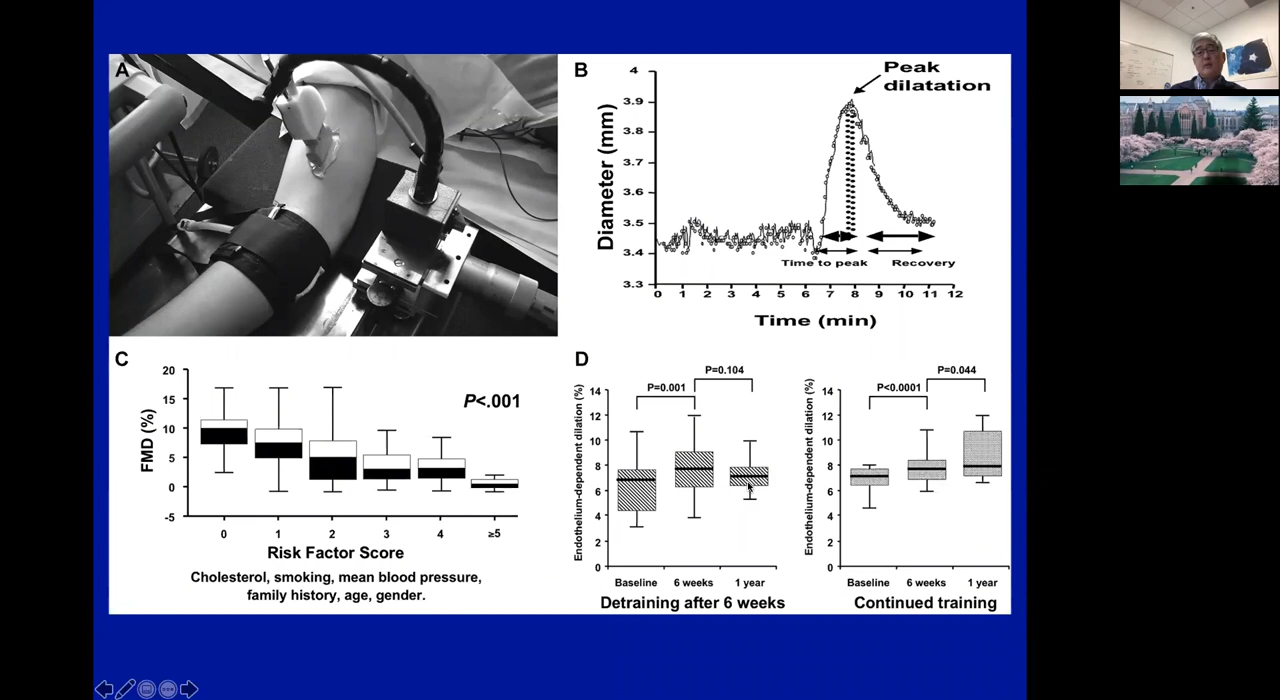 A
B
Peak
dilatation
4
3.9
3.8
3.7
3.6
3.5
3.4
3.3
Diameter (mm)
Time to peak
Recovery
0 1 2 3 4 5 6 7 8 9 10 11 12
Time (min)
C
20
15
10
5
0
-5
FMD (%)
P<.001
0 1 2 3 4 ≥5
Risk Factor Score
Cholesterol, smoking, mean blood pressure,
family history, age, gender.
D
14
12
10
8
6
4
2
0
Endothelium-dependent dilation (%)
P=0.001
P=0.104
Baseline 6 weeks 1 year
Detraining after 6 weeks
14
12
10
8
6
4
2
0
Endothelium-dependent dilation (%)
P<0.0001
P=0.044
Baseline 6 weeks 1 year
Continued training